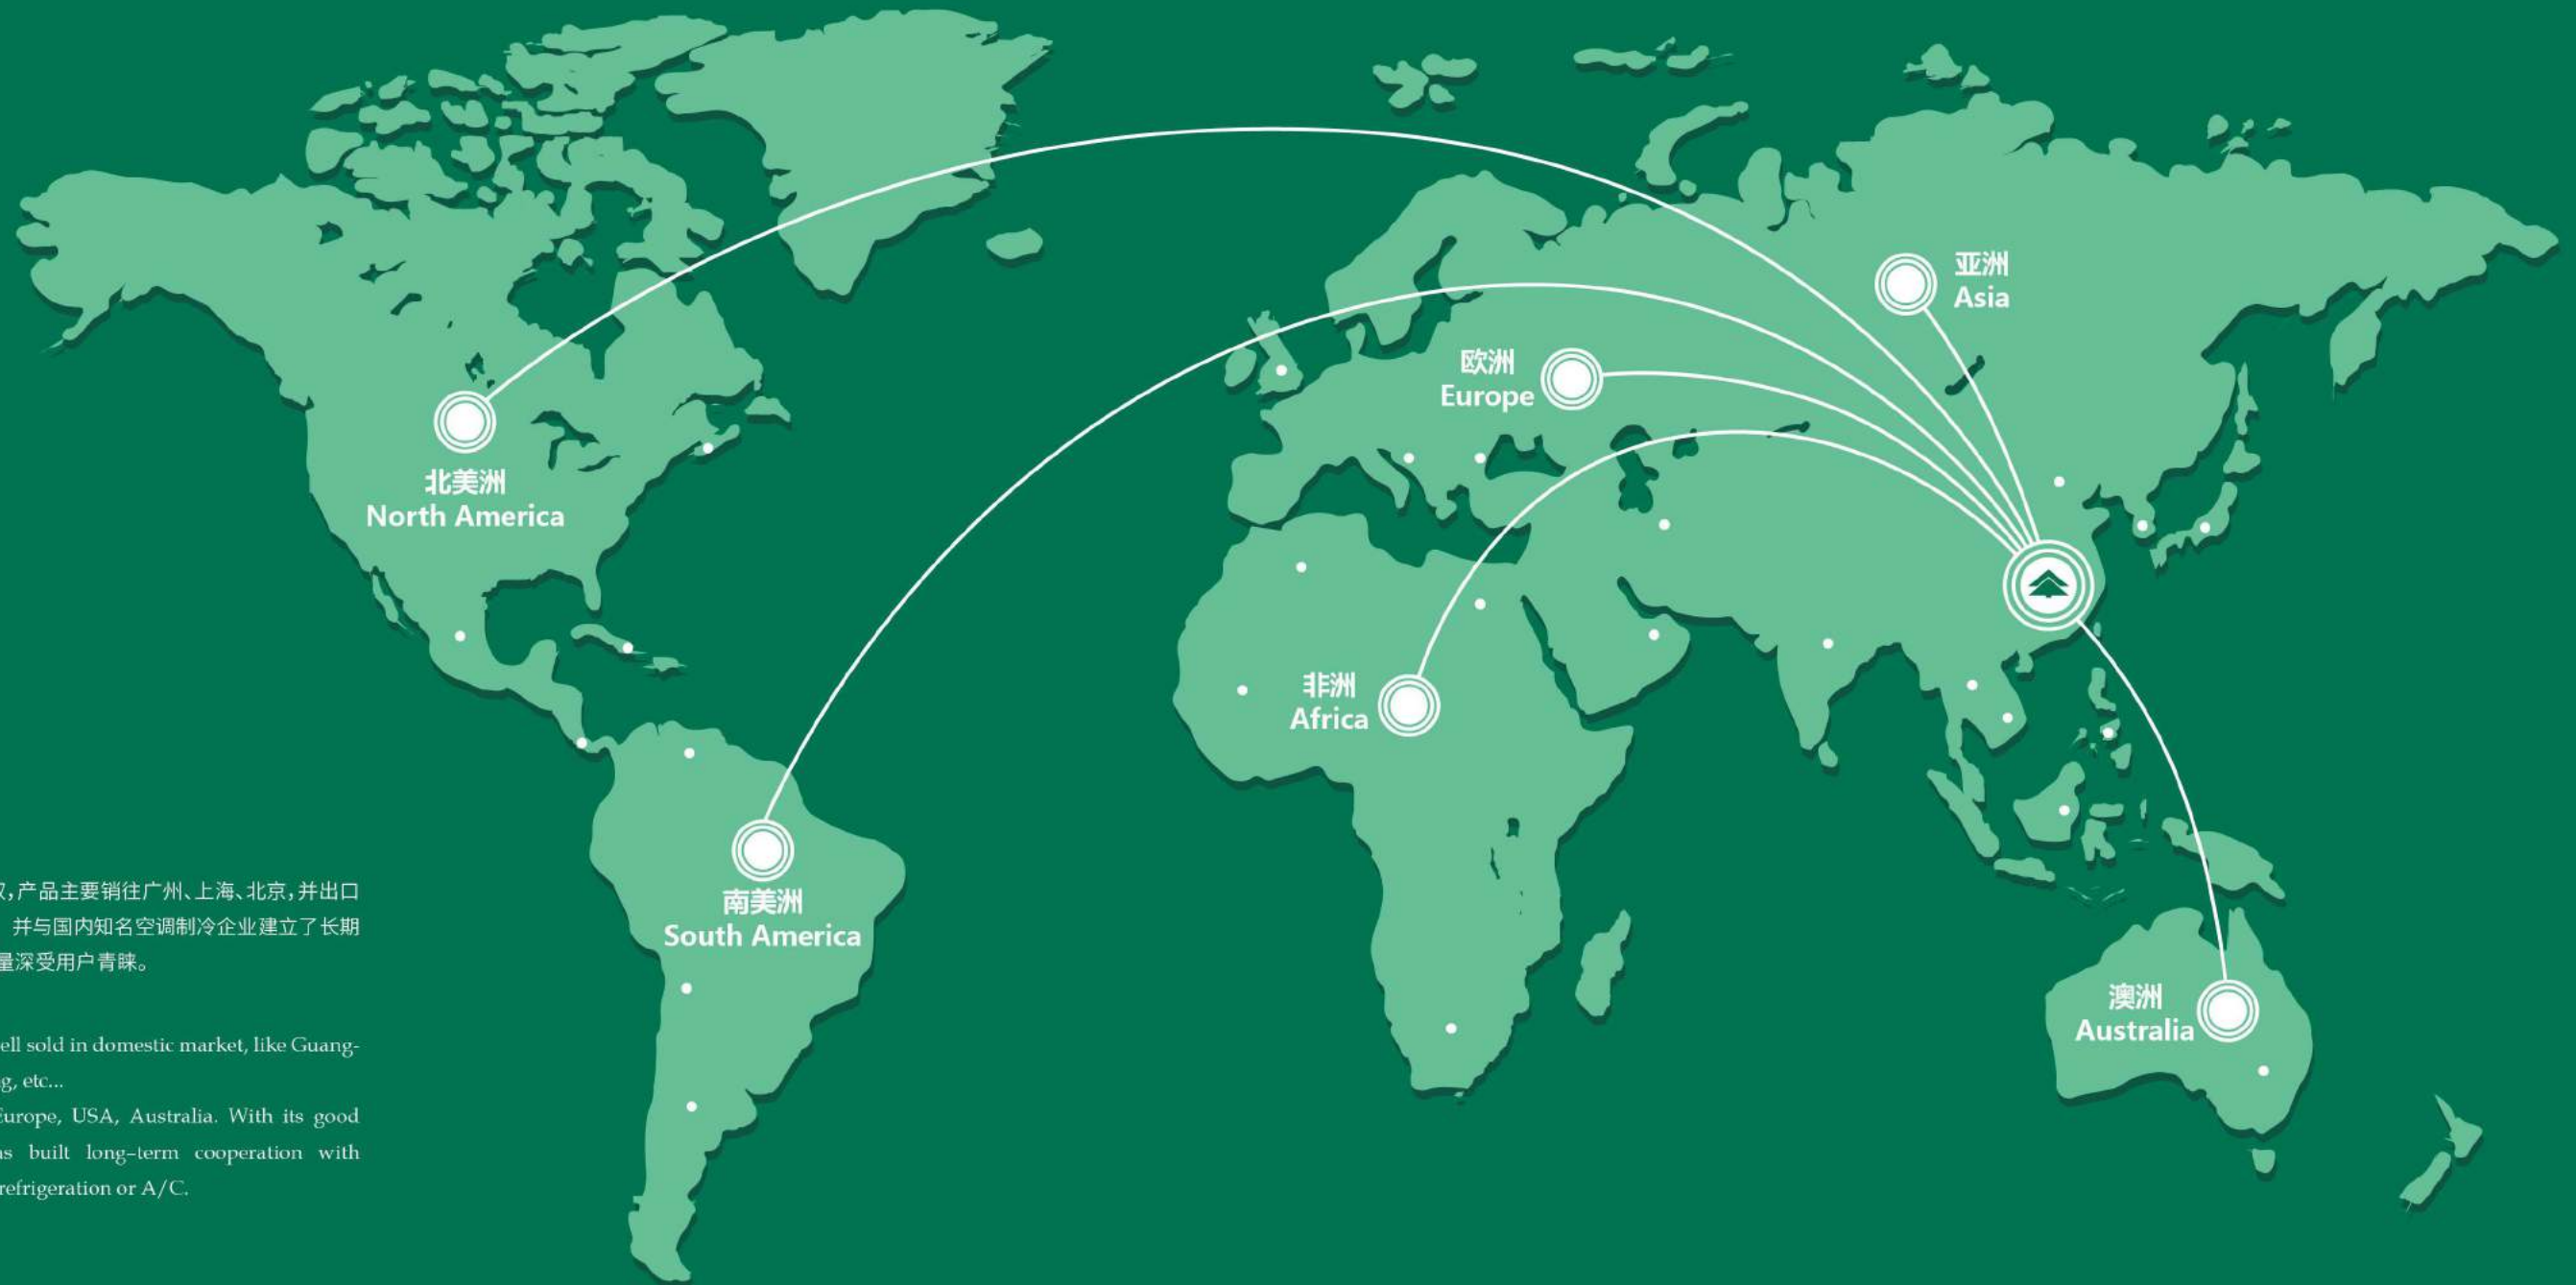 亚洲
Asia
欧洲
Europe
北美洲
North America
非洲
Africa
南美洲
South America
澳洲
Australia
,产品主要销往广州、上海、北京,并出口
并与国内知名空调制冷企业建立了长期
量深受用户青睐。
ell sold in domestic market, like Guang-
g, etc...
Europe, USA, Australia. With its good
as built long-term cooperation with
refrigeration or A/C.